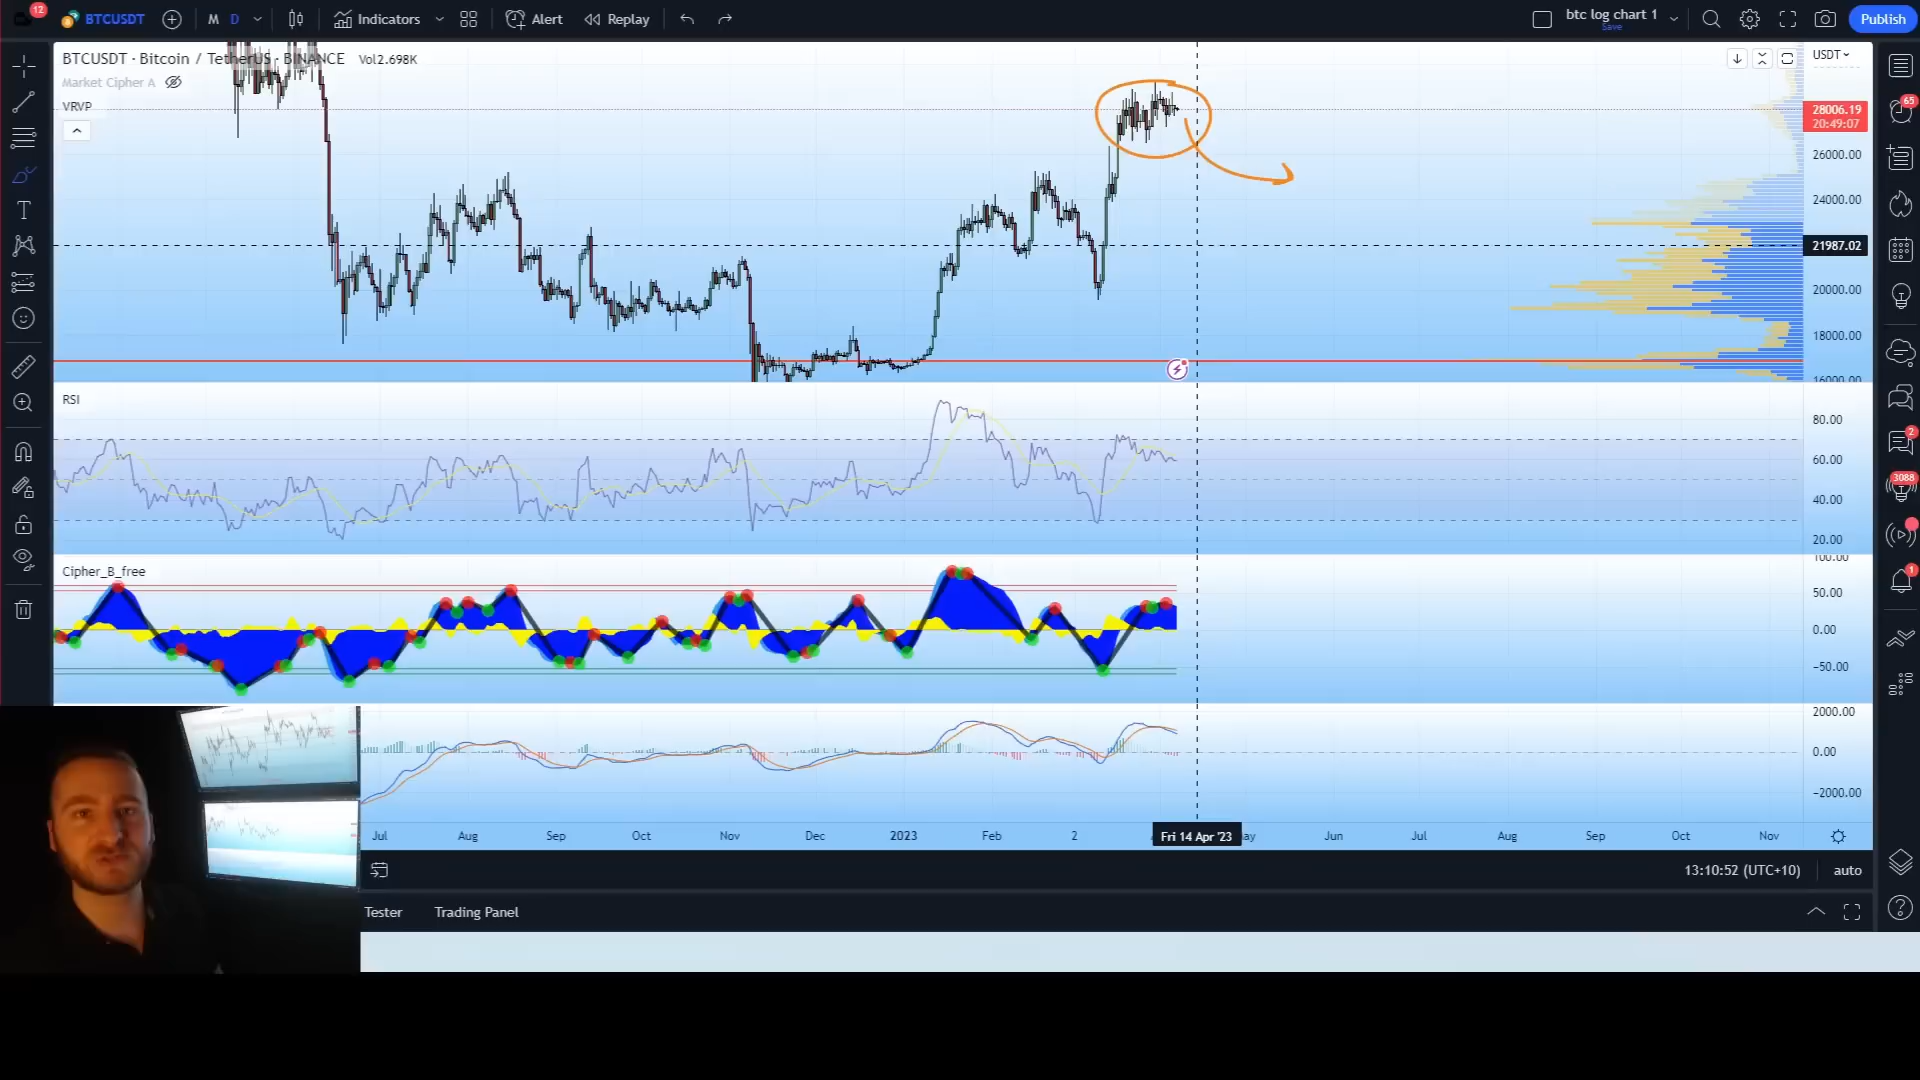 12
BTCUSDT
M
D
Indicators
Alert
Replay
btc log chart 1
Save
Publish
BTCUSDT · Bitcoin / TetherUS · BINANCE Vol2.698K
USDT
Market Cipher A
VRVP
28006.19
20:49:07
26000.00
24000.00
21987.02
20000.00
18000.00
16000.00
65
RSI
80.00
60.00
40.00
20.00
2
3088
Cipher_B_free
100.00
50.00
0.00
−50.00
1
2000.00
0.00
−2000.00
Jul
Aug
Sep
Oct
Nov
Dec
2023
Feb
2
Fri 14 Apr '23
ay
Jun
Jul
Aug
Sep
Oct
Nov
13:10:52 (UTC+10)
auto
Tester
Trading Panel